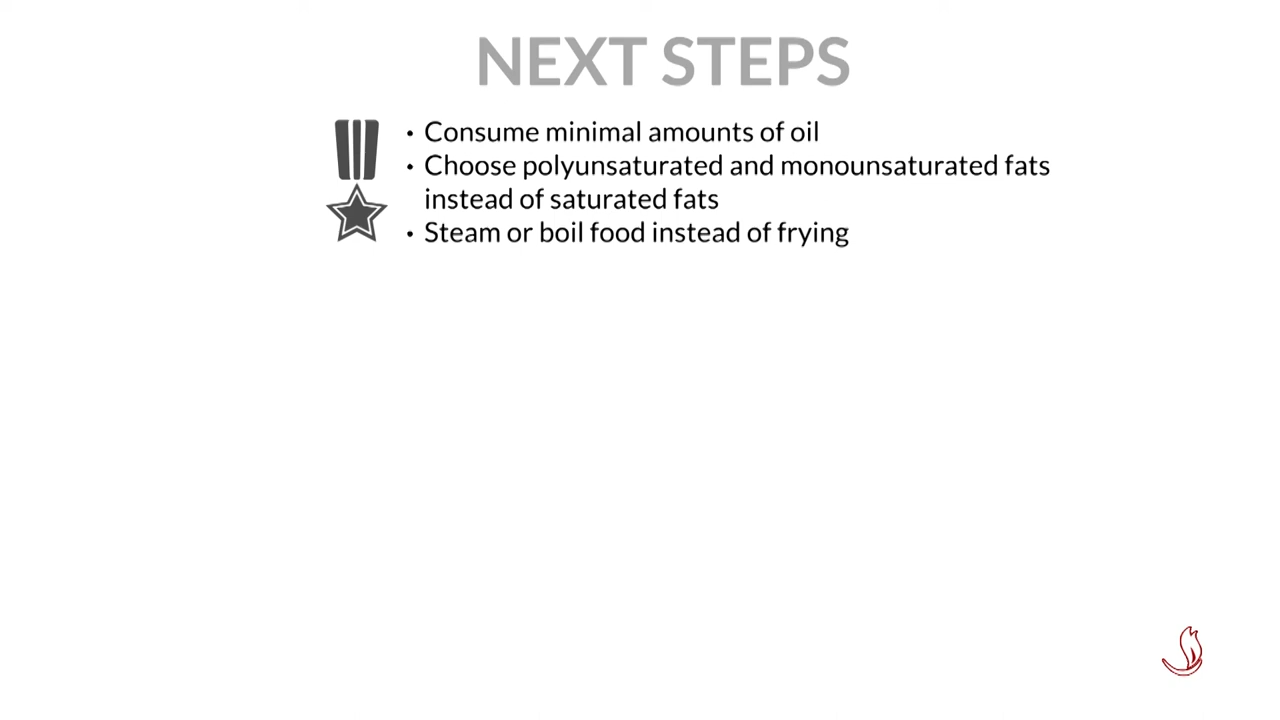 NEXT STEPS
• Consume minimal amounts of oil
• Choose polyunsaturated and monounsaturated fats
instead of saturated fats
• Steam or boil food instead of frying